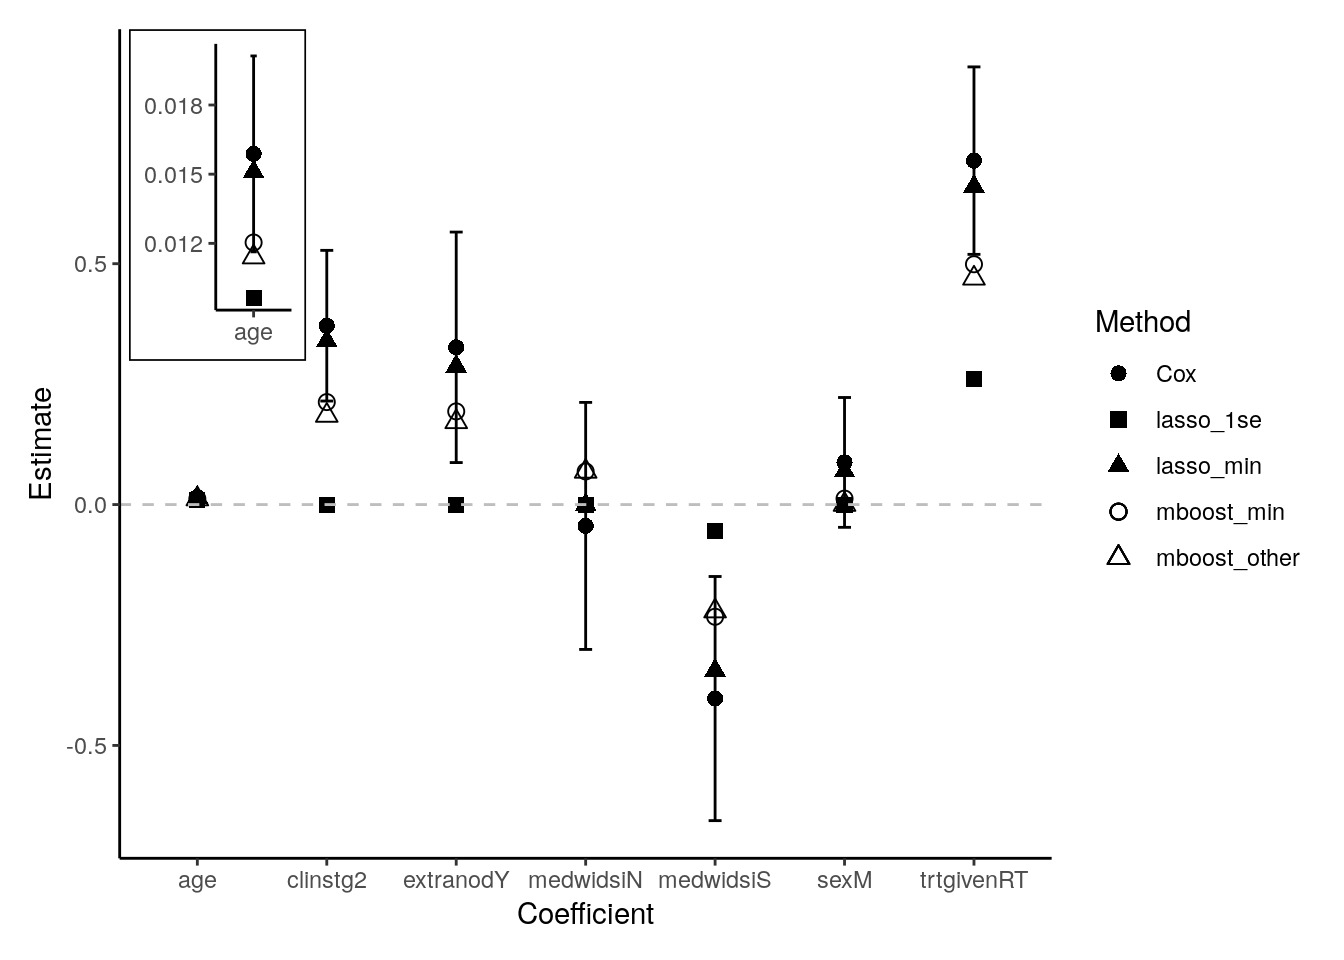 0.018
0.015
0.012
age
0.5
0.0
-0.5
Estimate
age clinstg2 extranodY medwidsiN medwidsiS sexM trtgivenRT
Coefficient
Method
Cox
lasso_1se
lasso_min
mboost_min
mboost_other